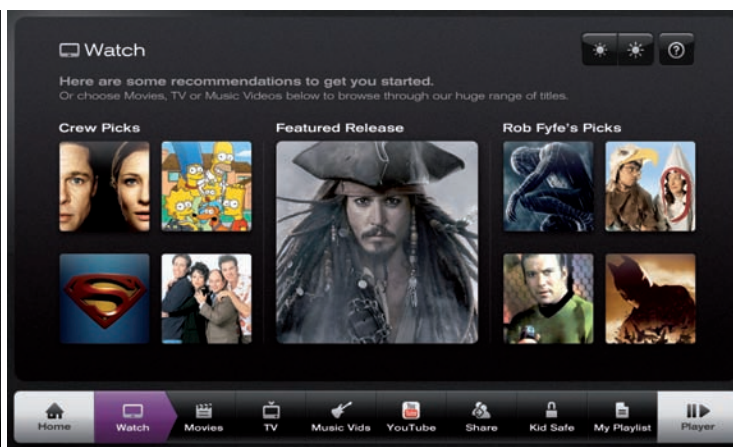 Watch
?
Here are some recommendations to get you started.
Or choose Movies, TV or Music Videos below to browse through our huge range of titles.
Crew Picks
Featured Release
Rob Fyfe's Picks
Home
Watch
Movies
TV
Music Vids
You Tube
YouTube
Share
Kid Safe
My Playlist
Player